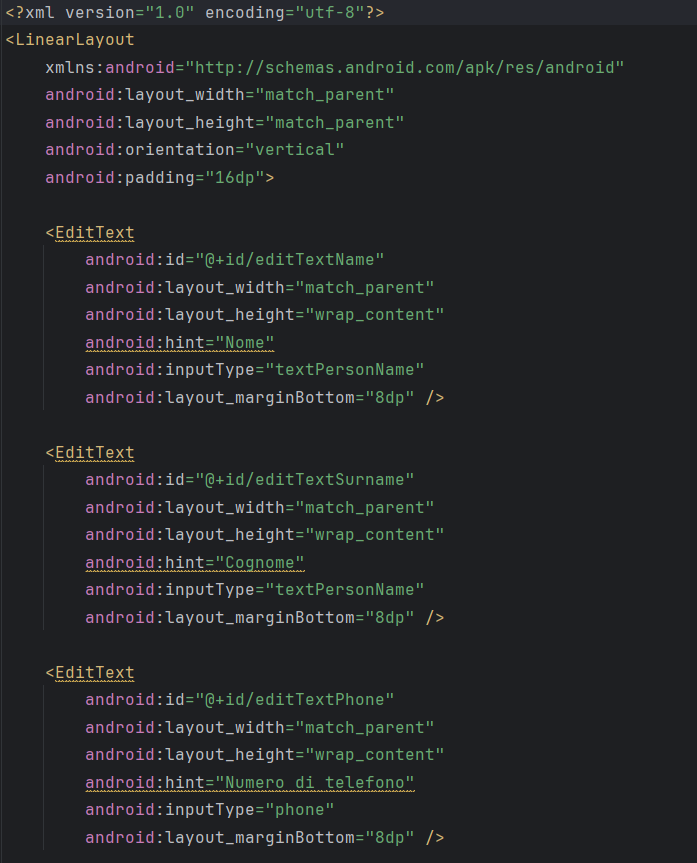 <?xml version="1.0" encoding="utf-8"?>
<LinearLayout
    xmlns:android="http://schemas.android.com/apk/res/android"
    android:layout_width="match_parent"
    android:layout_height="match_parent"
    android:orientation="vertical"
    android:padding="16dp">

    <EditText
        android:id="@+id/editTextName"
        android:layout_width="match_parent"
        android:layout_height="wrap_content"
        android:hint="Nome"
        android:inputType="textPersonName"
        android:layout_marginBottom="8dp" />

    <EditText
        android:id="@+id/editTextSurname"
        android:layout_width="match_parent"
        android:layout_height="wrap_content"
        android:hint="Cognome"
        android:inputType="textPersonName"
        android:layout_marginBottom="8dp" />

    <EditText
        android:id="@+id/editTextPhone"
        android:layout_width="match_parent"
        android:layout_height="wrap_content"
        android:hint="Numero di telefono"
        android:inputType="phone"
        android:layout_marginBottom="8dp" />